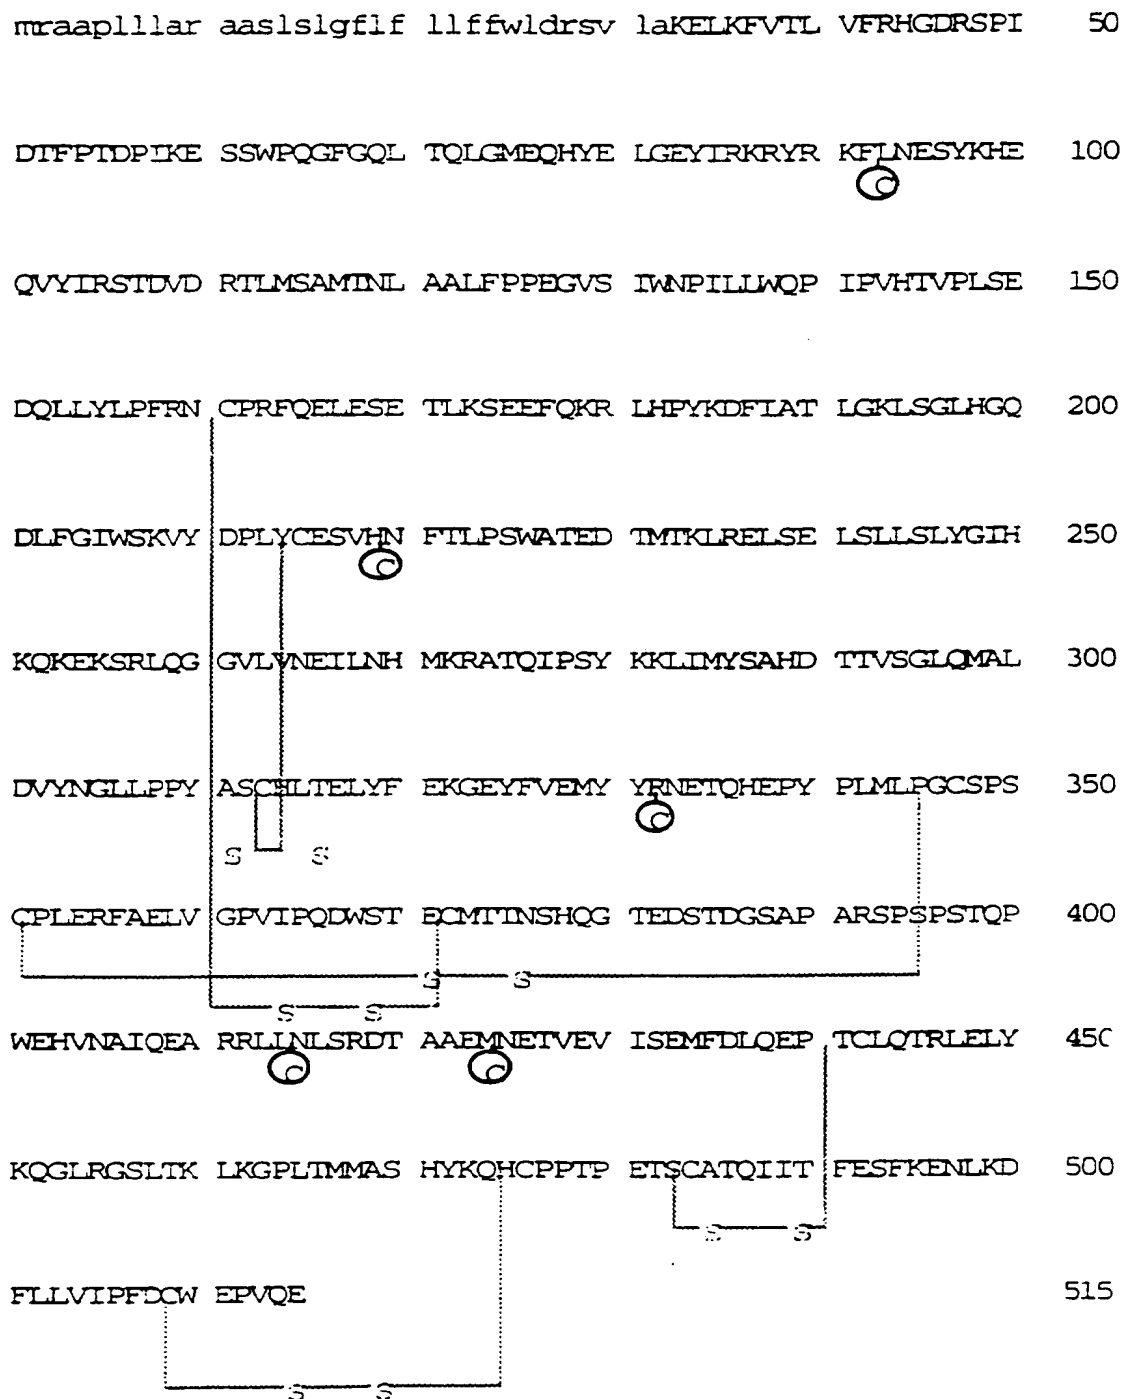 mraaplllar aaslslgflf llffwldrsv laKELKFVTL VFRHGDRSPI 50
DTFPTDPIKE SSWPQGFGQL TQLGMEQHYE LGEYIRKRYR KFLNESYKHE 100
C
QVYIRSTDVD RTLMSAMTNL AALFPPEGVS IWNPILLWQP IPVHTVPLSE 150
DQLLYLPFRN CPRFQELESE TLKSEEFQKR LHPYKDFIAT LGKLSGLHGQ 200
DLFGIWSKVY DPLYCESVHN FTLPSWATED TMTKLRELSE LSLLSLYGIH 250
C
KQKEKSRLQG GVLVNEILNH MKRATQIPSY KKLIMYSAHD TTVSGLQMAL 300
DVYNGLLPPY ASCHLTELYF EKGEYFVEMY YRNETQHEPY PLMLPGCSPS 350
C
S S
CPLERFAELV GPVIPQDWST ECMTTNSHQG TEDSTDGSAP ARSPSPSTQP 400
S S
S S
WEHVNAIQEA RRLLNLSRDT AAEMNETVEV ISEMFDLQEP TCLQTRLELY 450
C C
KQGLRGSLTK LKGPLTMMAS HYKQHCPPTP ETSCATQIIT FESFKENLKD 500
S S
FLLVIPFDCW EPVQE 515
S S